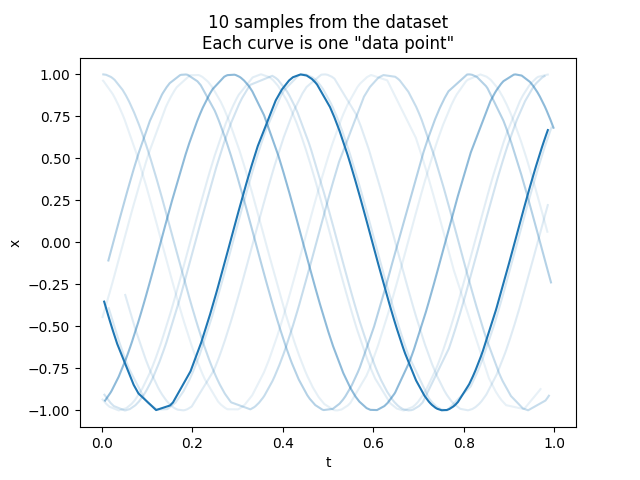 10 samples from the dataset
Each curve is one "data point"
1.00
0.75
0.50
0.25
0.00
−0.25
−0.50
−0.75
−1.00
x
0.0 0.2 0.4 0.6 0.8 1.0
t